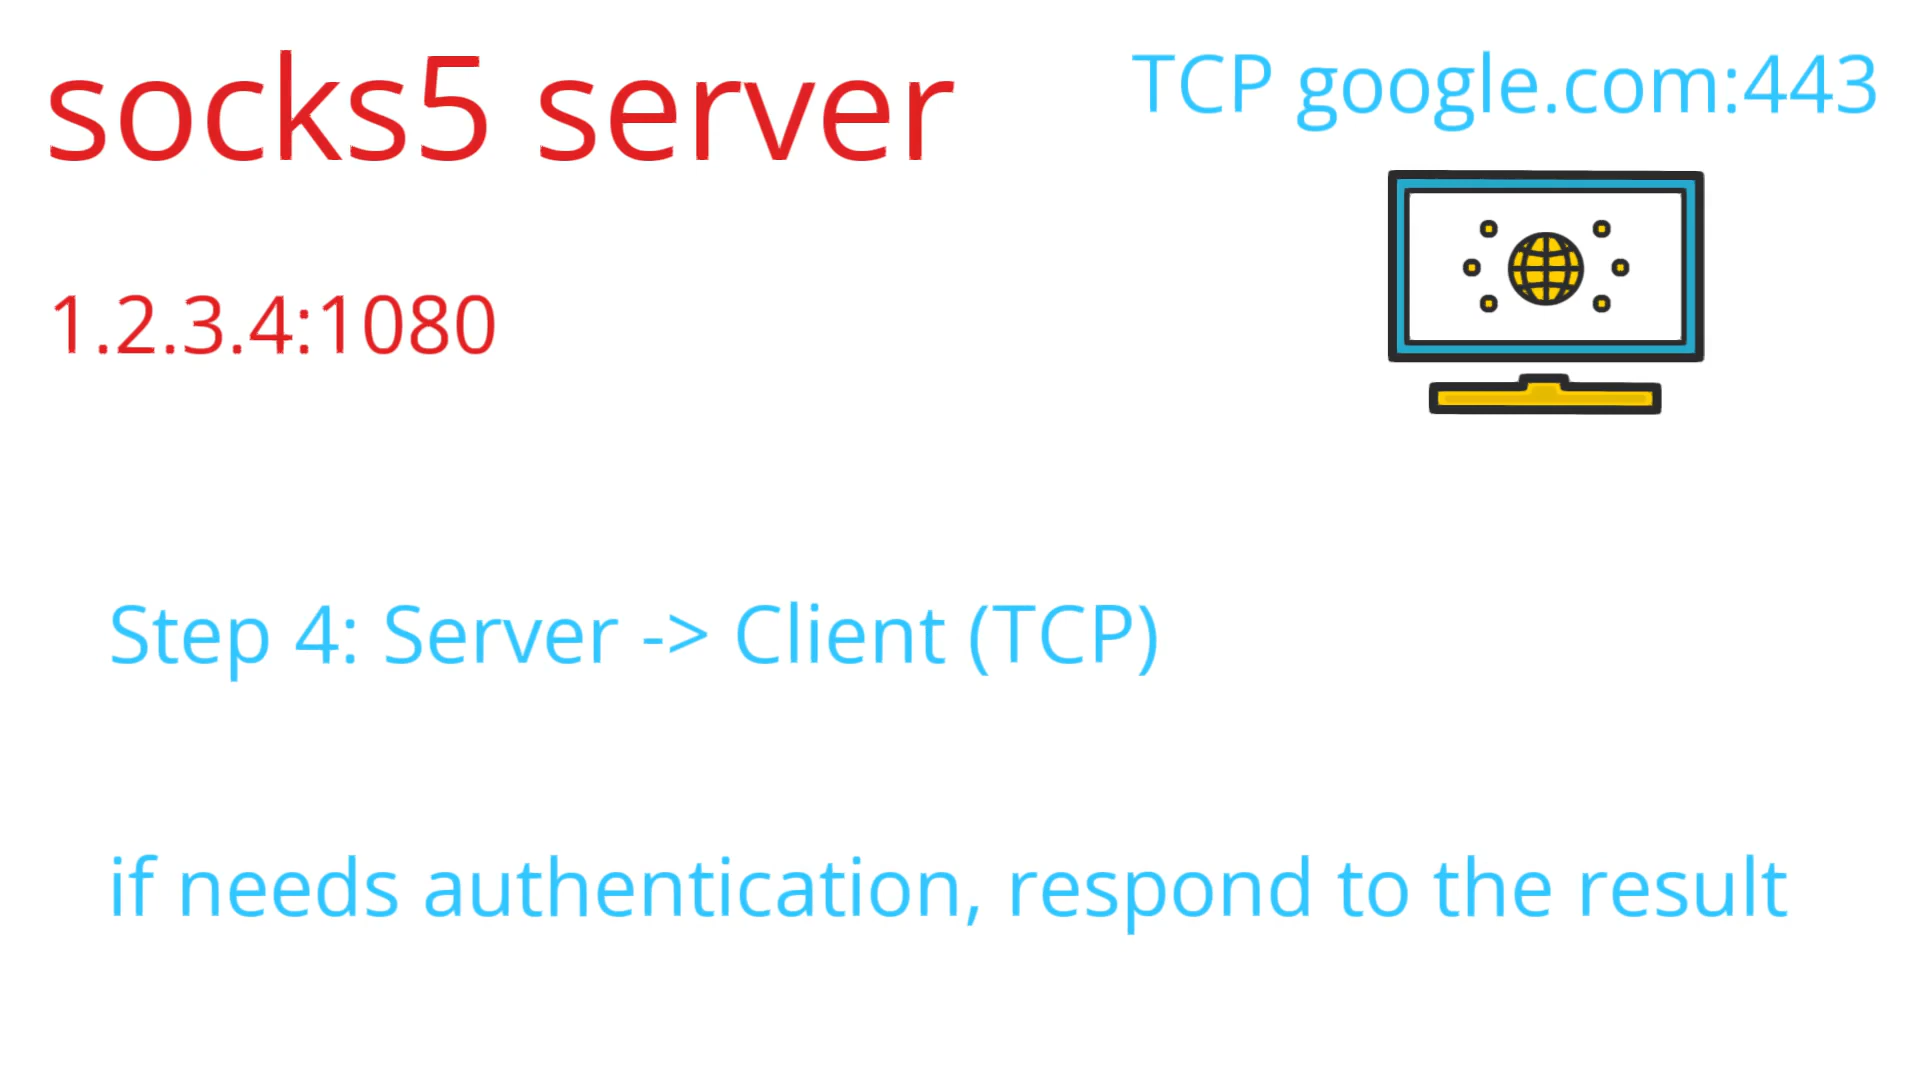 socks5 server
TCP google.com:443
1.2.3.4:1080
Step 4: Server -> Client (TCP)
if needs authentication, respond to the result